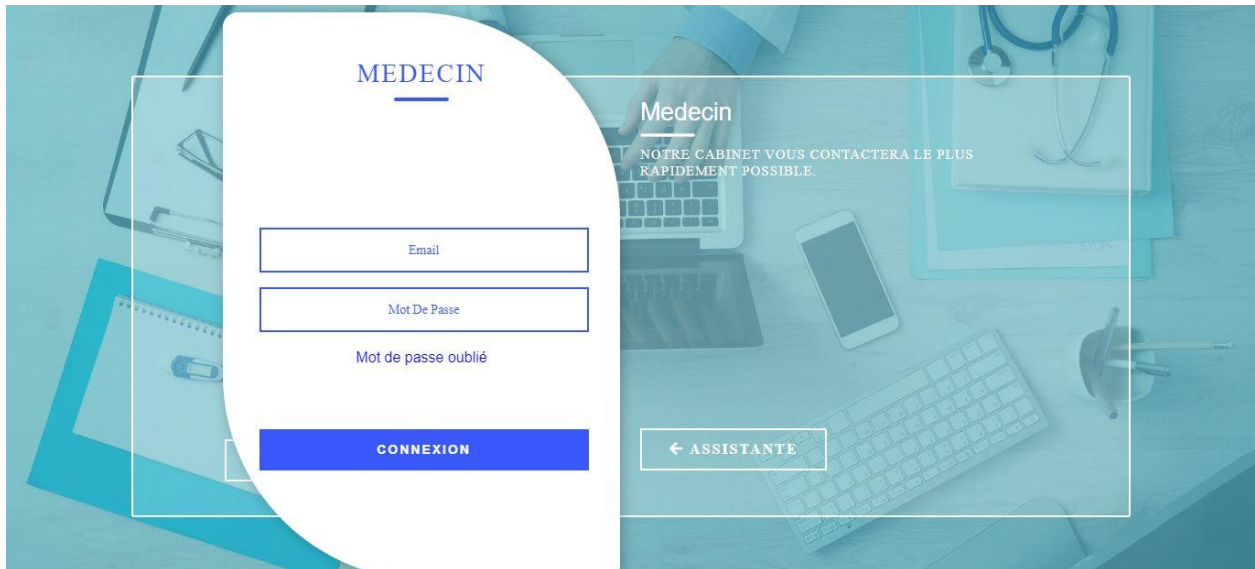 MEDECIN
Email
Mot De Passe
Mot de passe oublié
CONNEXION
Medecin
NOTRE CABINET VOUS CONTACTERA LE PLUS
RAPIDEMENT POSSIBLE.
← ASSISTANTE